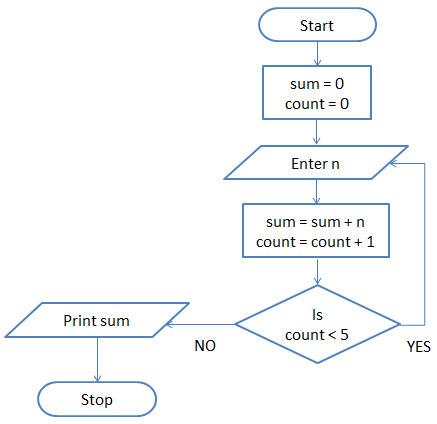 Start
sum = 0
count = 0
Enter n
sum = sum + n
count = count + 1
Is
count < 5
YES
NO
Print sum
Stop